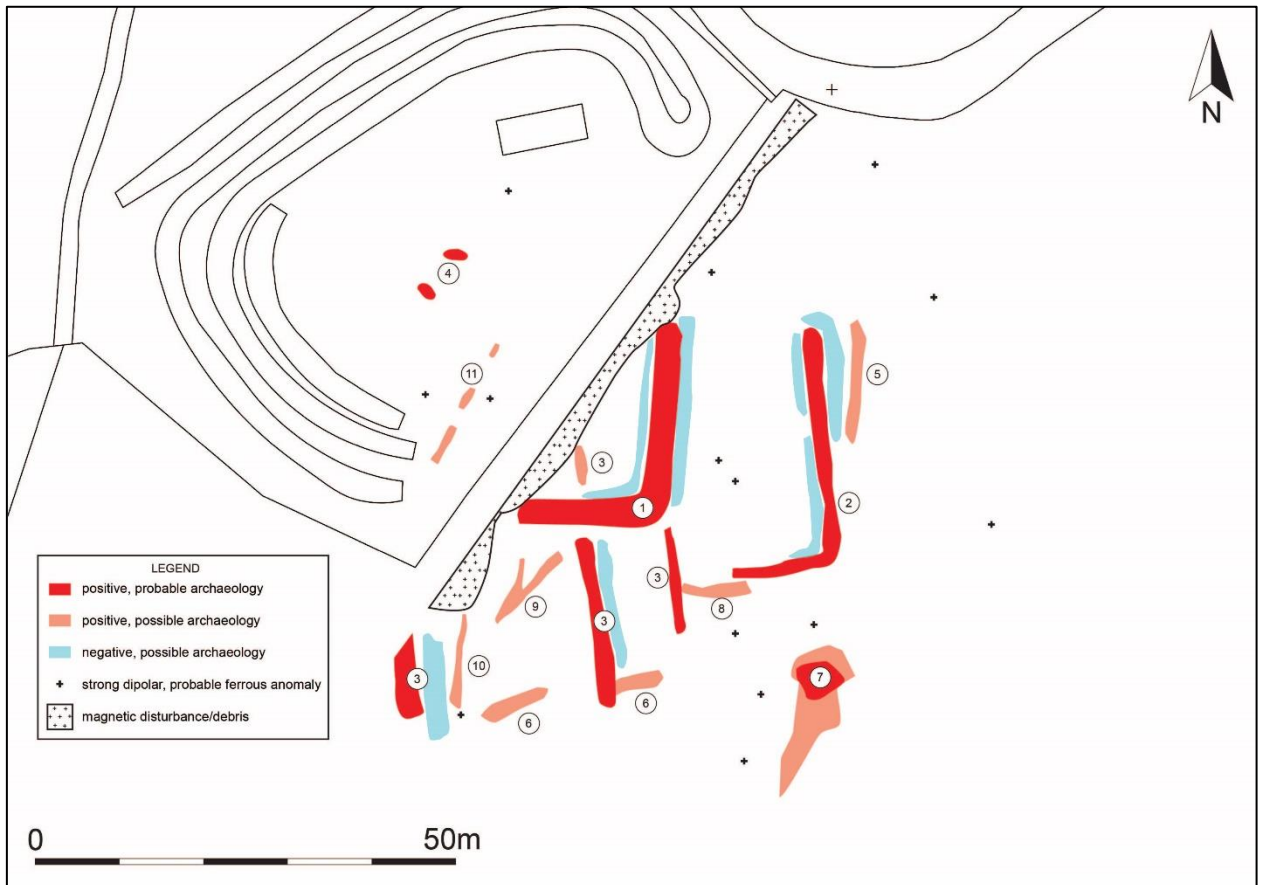 N
4
11
5
3
1
2
3
8
9
3
7
3
10
6
6
LEGEND
positive, probable archaeology
positive, possible archaeology
negative, possible archaeology
strong dipolar, probable ferrous anomaly
magnetic disturbance/debris
0 50m